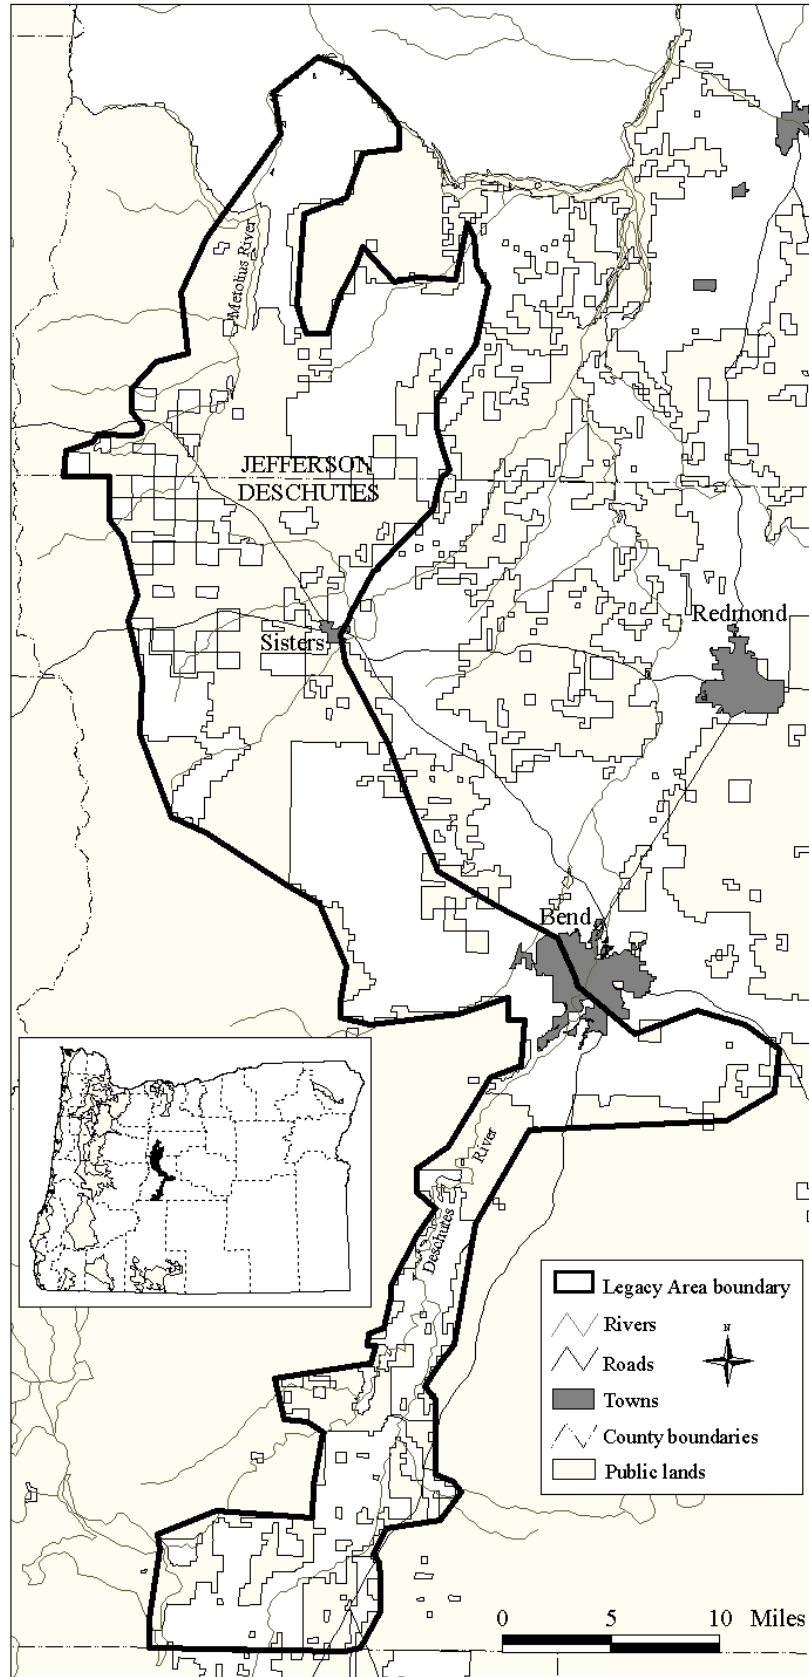 Metolius River
JEFFERSON
DESCHUTES
Redmond
Sisters
Bend
River
Deschutes
Legacy Area boundary
Rivers
N
Roads
Towns
County boundaries
Public lands
0 5 10 Miles